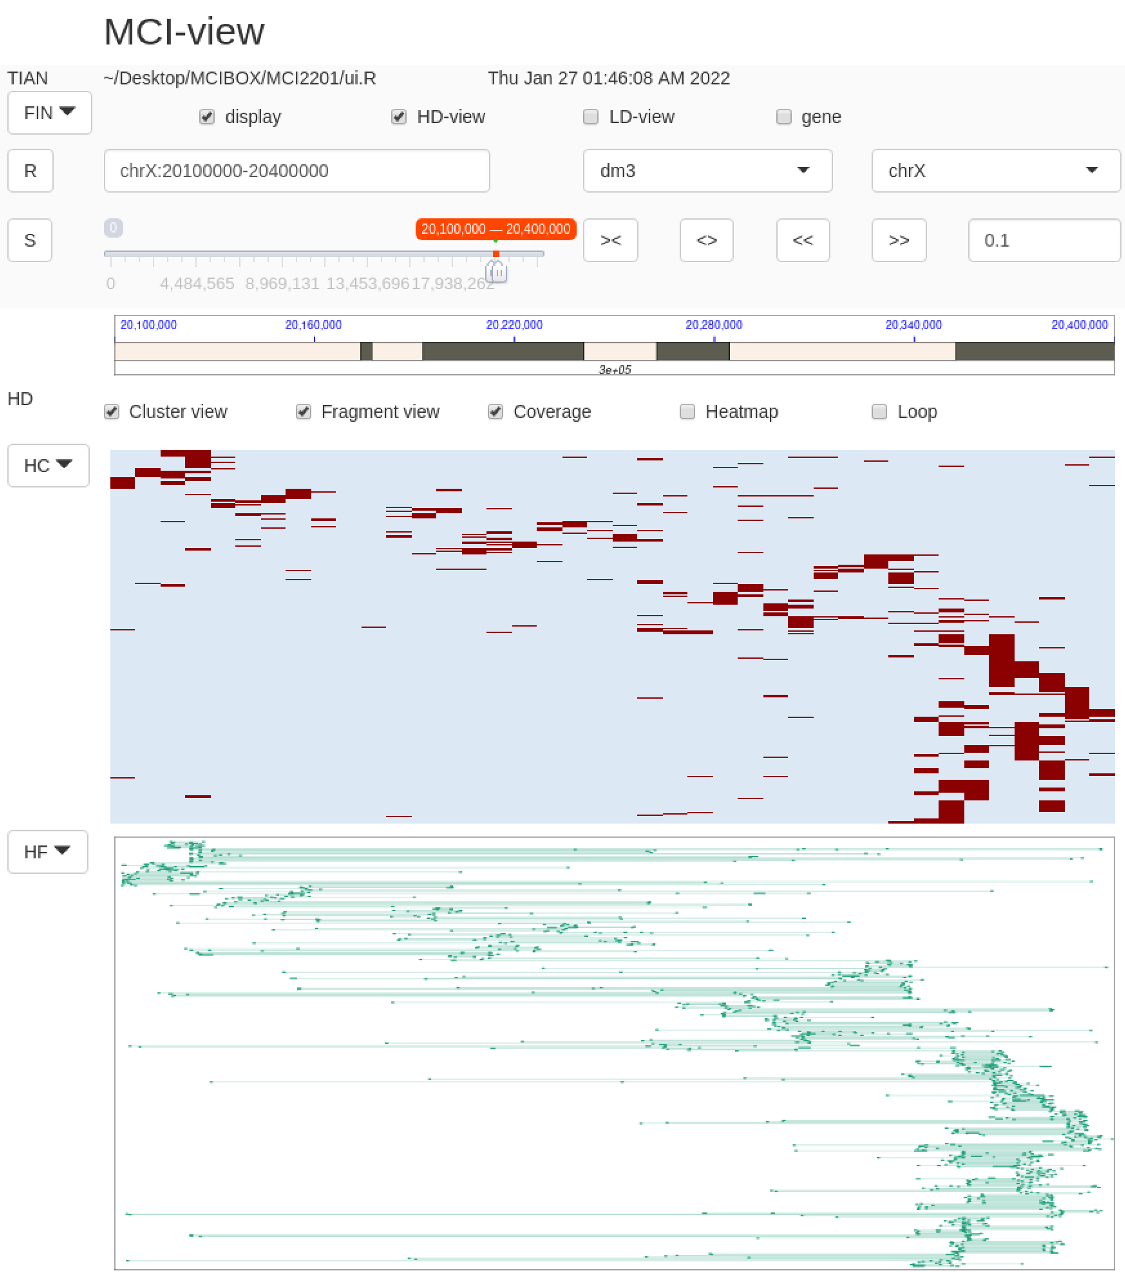 MCI-view
TIAN ~/Desktop/MCIBOX/MCI2201/ui.R Thu Jan 27 01:46:08 AM 2022
FIN display HD-view LD-view gene
R chrX:20100000-20400000 dm3 chrX
0 20,100,000 — 20,400,000
S >< <> << >> 0.1
0 4,484,565 8,969,131 13,453,696 17,938,262
20,100,000 20,160,000 20,220,000 20,280,000 20,340,000 20,400,000
3e+05
HD
Cluster view Fragment view Coverage Heatmap Loop
HC
HF